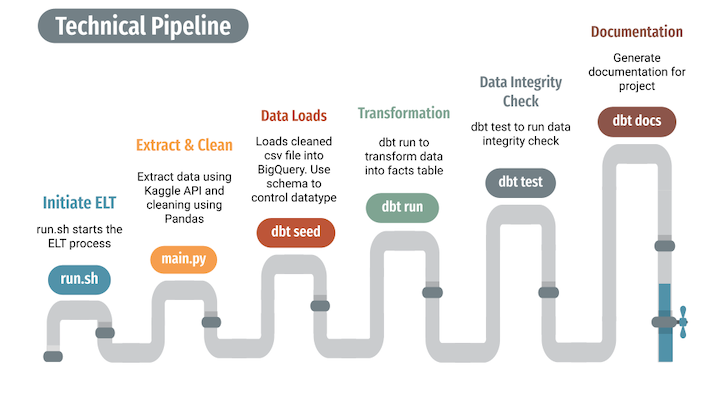 Technical Pipeline
Initiate ELT
run.sh starts the
ELT process
run.sh
Extract & Clean
Extract data using
Kaggle API and
cleaning using
Pandas
main.py
Data Loads
Loads cleaned
csv file into
BigQuery. Use
schema to
control datatype
dbt seed
Transformation
dbt run to
transform data
into facts table
dbt run
Data Integrity
Check
dbt test to run data
integrity check
dbt test
Documentation
Generate
documentation for
project
dbt docs